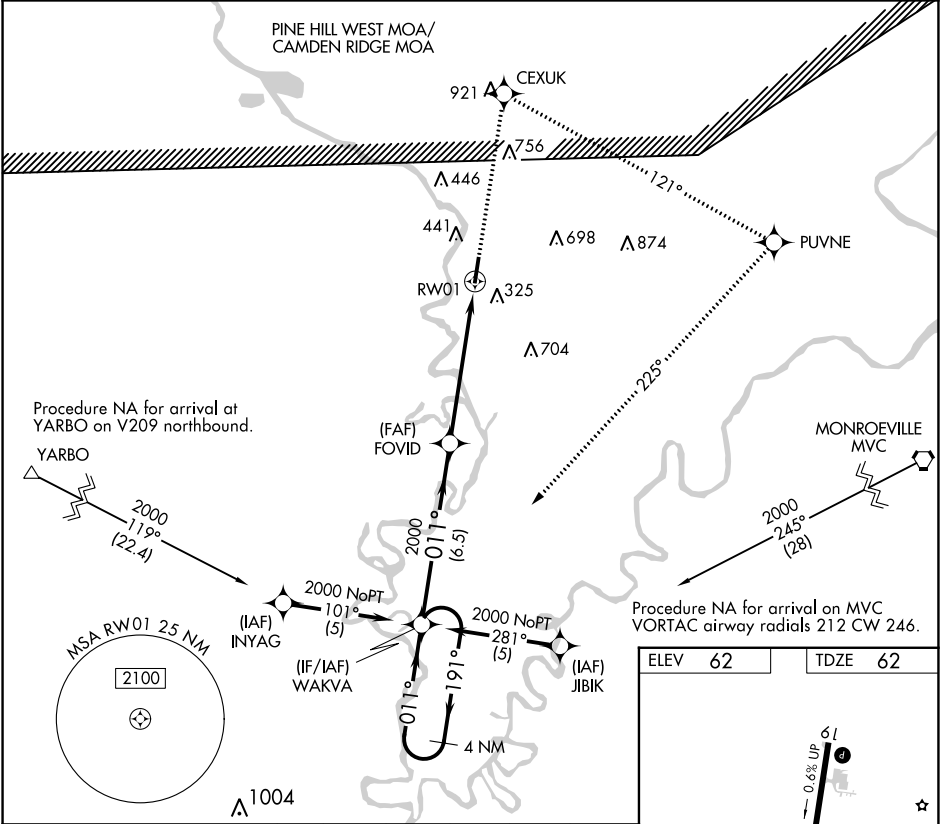 PINE HILL WEST MOA/
CAMDEN RIDGE MOA
921
CEXUK
756
446
121°
441
698
874
PUVNE
RW01
325
704
225°
Procedure NA for arrival at
YARBO on V209 northbound.
YARBO
(FAF)
FOVID
MONROEVILLE
MVC
2000
119°
(22.4)
2000
011°
(6.5)
2000
245°
(28)
2000 NoPT
101°
(5)
(IAF)
INYAG
2000 NoPT
281°
(5)
(IAF)
JIBIK
Procedure NA for arrival on MVC
VORTAC airway radials 212 CW 246.
(IF/IAF)
WAKVA
011°
191°
4 NM
MSA RW01 25 NM
2100
1004
ELEV 62
TDZE 62
19
0.6% UP
P